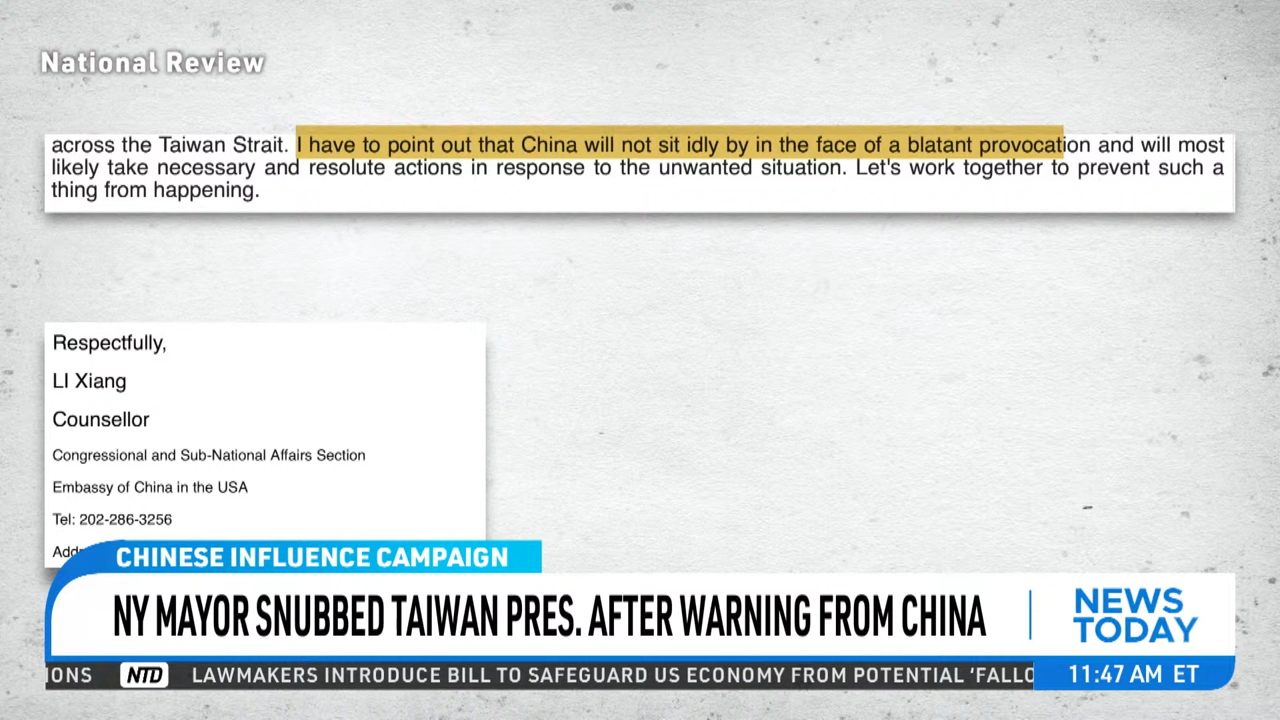 National Review
across the Taiwan Strait. I have to point out that China will not sit idly by in the face of a blatant provocation and will most
likely take necessary and resolute actions in response to the unwanted situation. Let's work together to prevent such a
thing from happening.
Respectfully,
LI Xiang
Counsellor
Congressional and Sub-National Affairs Section
Embassy of China in the USA
Tel: 202-286-3256
CHINESE INFLUENCE CAMPAIGN
NY MAYOR SNUBBED TAIWAN PRES. AFTER WARNING FROM CHINA
NEWS
TODAY
NTD LAWMAKERS INTRODUCE BILL TO SAFEGUARD US ECONOMY FROM POTENTIAL
11:47 AM ET